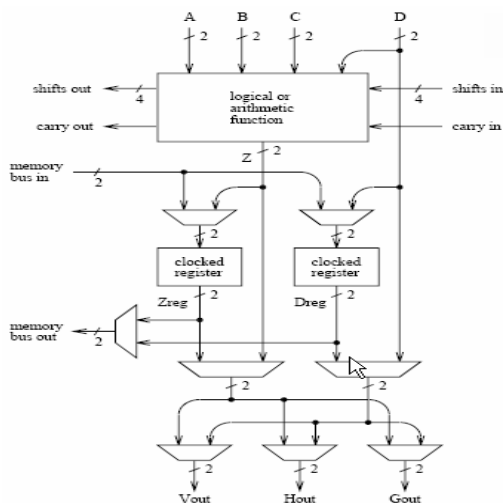 A B C D
2 2 2 2
shifts out 4 logical or arithmetic function 4 shifts in
carry out carry in
Z 2
memory bus in 2
2 2
clocked register clocked register
Zreg 2 Dreg 2
memory bus out 2
2 2
2 2 2
Vout Hout Gout